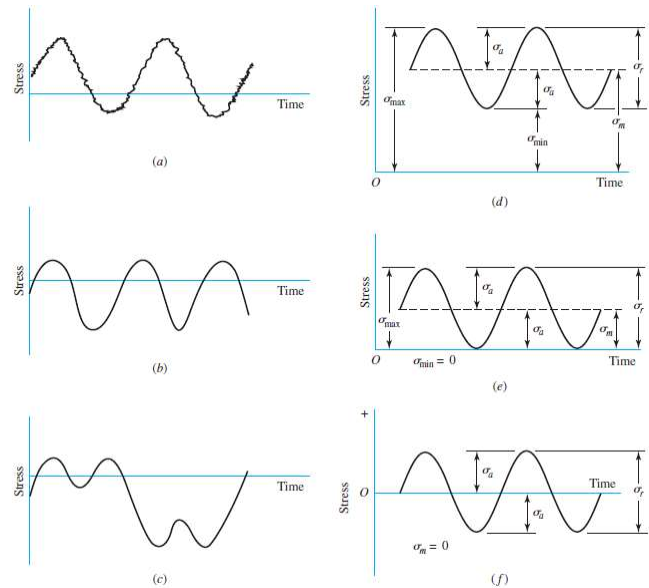 Stress
Time
(a)
Stress
Time
(b)
Stress
Time
(c)
Stress
σmax
σa
σa
σmin
σr
σm
O
Time
(d)
Stress
σmax
σa
σa
σm
σr
O
σmin = 0
Time
(e)
+
Stress
O
σa
σa
Time
σr
σm = 0
(f)